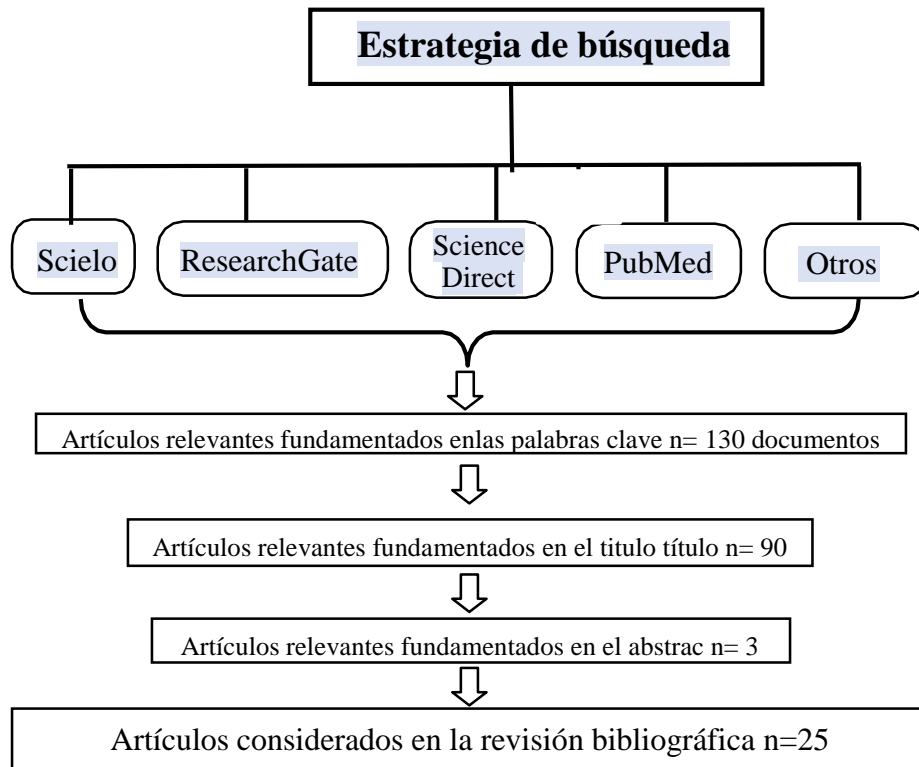 Estrategia de búsqueda
Scielo
ResearchGate
Science
Direct
PubMed
Otros
Artículos relevantes fundamentados enlas palabras clave n= 130 documentos
Artículos relevantes fundamentados en el titulo título n= 90
Artículos relevantes fundamentados en el abstrac n= 3
Artículos considerados en la revisión bibliográfica n=25